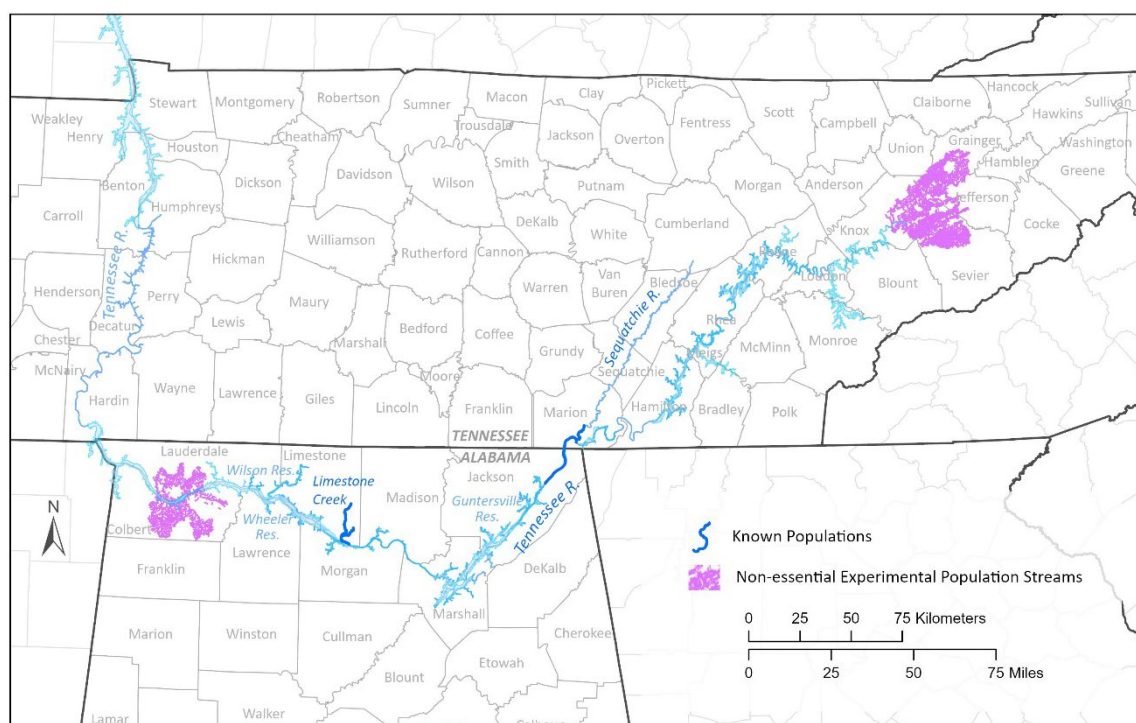 Pickett
Hancock
Stewart
Montgomery
Robertson
Sumner
Macon
Clay
Scott
Claiborne
Sullivan
Weakley
Henry
Cheatham
Trousdale
Jackson
Overton
Fentress
Campbell
Hawkins
Houston
Smith
Union
Grainger
Washington
Benton
Dickson
Davidson
Wilson
Putnam
Morgan
Anderson
Hamblen
Greene
Carroll
Humphreys
DeKalb
White
Cumberland
Jefferson
Cocke
Tennessee R.
Williamson
Rutherford
Cannon
Knox
Roane
Loudon
Blount
Sevier
Hickman
Warren
Van
Buren
Bledsoe
Henderson
Perry
Maury
Sequatchie R.
Rhea
Decatur
Lewis
Bedford
Coffee
Chester
McNairy
Marshall
Grundy
Meigs
McMinn
Monroe
Moore
Sequatchie
Hardin
Wayne
Lawrence
Giles
Lincoln
Franklin
Marion
Hamilton
Bradley
Polk
TENNESSEE
ALABAMA
Lauderdale
Limestone
Wilson Res.
Limestone
Creek
Madison
Jackson
Guntersville
Res.
Tennessee R.
Colbert
Wheeler
Res.
Lawrence
Franklin
Morgan
DeKalb
Marshall
Marion
Winston
Cullman
Cherokee
Blount
Etowah
Lamar
Walker
Calhoun
N
Known Populations
Non-essential Experimental Population Streams
0 25 50 75 Kilometers
0 25 50 75 Miles